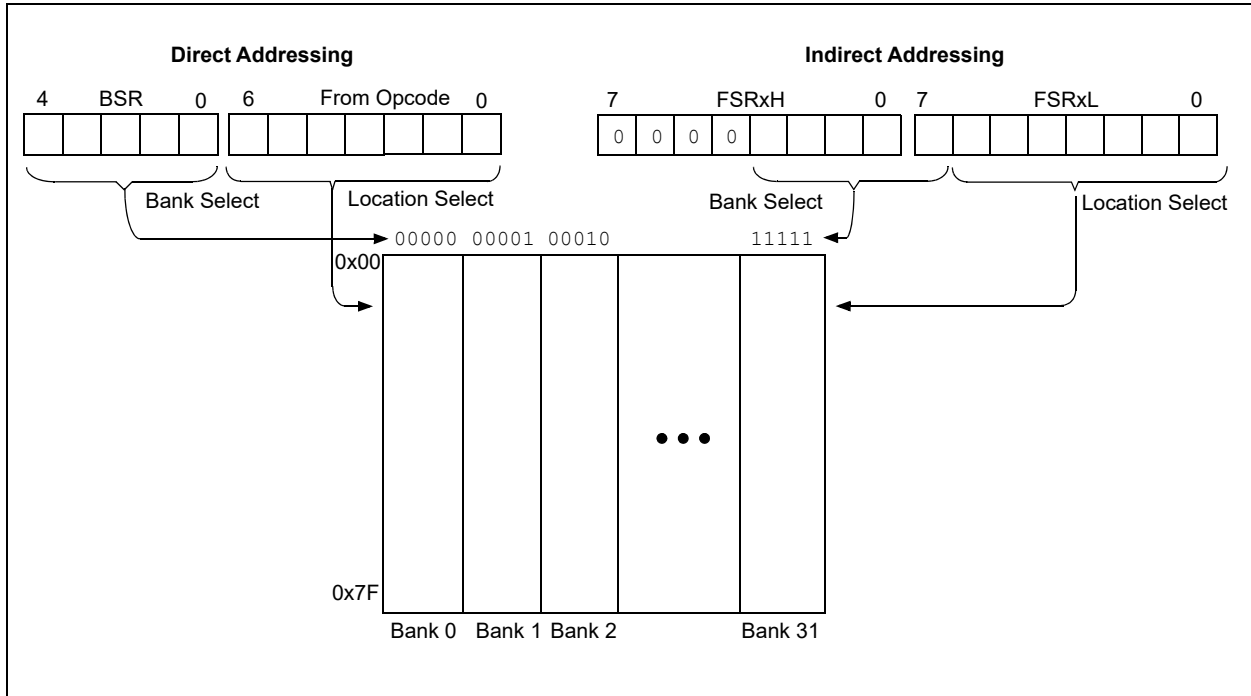 Direct Addressing Indirect Addressing
4 BSR 0 6 From Opcode 0 7 FSRxH 0 7 FSRxL 0
0 0 0 0
Bank Select Location Select Bank Select Location Select
00000 00001 00010 11111
0x00
0x7F
Bank 0 Bank 1 Bank 2 Bank 31